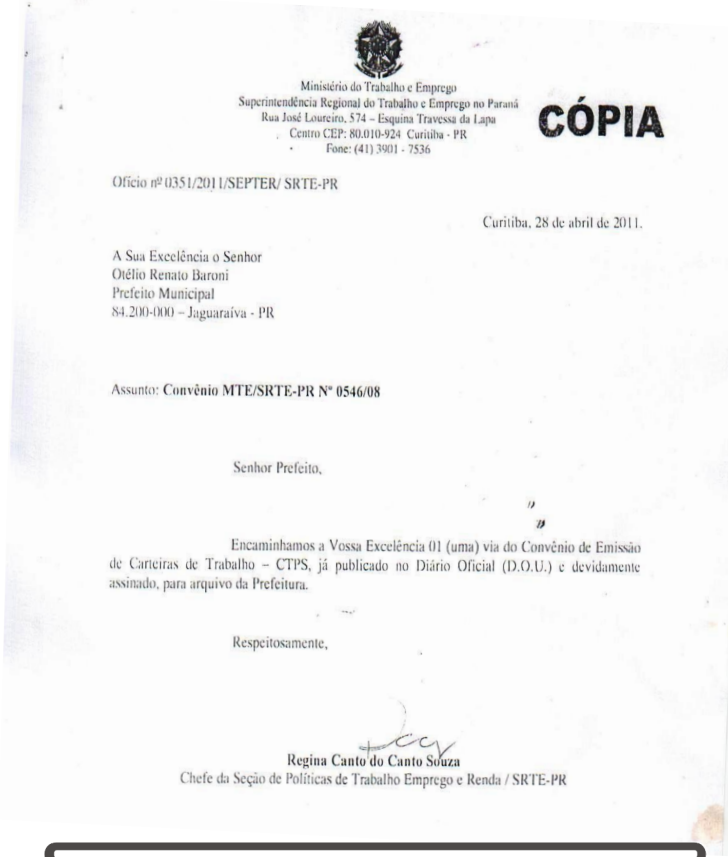 Ministério do Trabalho e Emprego
Superintendência Regional do Trabalho e Emprego no Paraná
Rua José Loureiro, 574 – Esquina Travessa da Lapa
Centro CEP: 80.010-924 Curitiba - PR
Fone: (41) 3901 - 7536
CÓPIA
Ofício nº 0351/2011/SEPTER/ SRTE-PR
Curitiba, 28 de abril de 2011.
A Sua Excelência o Senhor
Otélio Renato Baroni
Prefeito Municipal
84.200-000 – Jaguaraíva - PR
Assunto: Convênio MTE/SRTE-PR Nº 0546/08
Senhor Prefeito,
Encaminhamos a Vossa Excelência 01 (uma) via do Convênio de Emissão
de Carteiras de Trabalho – CTPS, já publicado no Diário Oficial (D.O.U.) e devidamente
assinado, para arquivo da Prefeitura.
Respeitosamente,
Regina Canto do Canto Souza
Chefe da Seção de Políticas de Trabalho Emprego e Renda / SRTE-PR